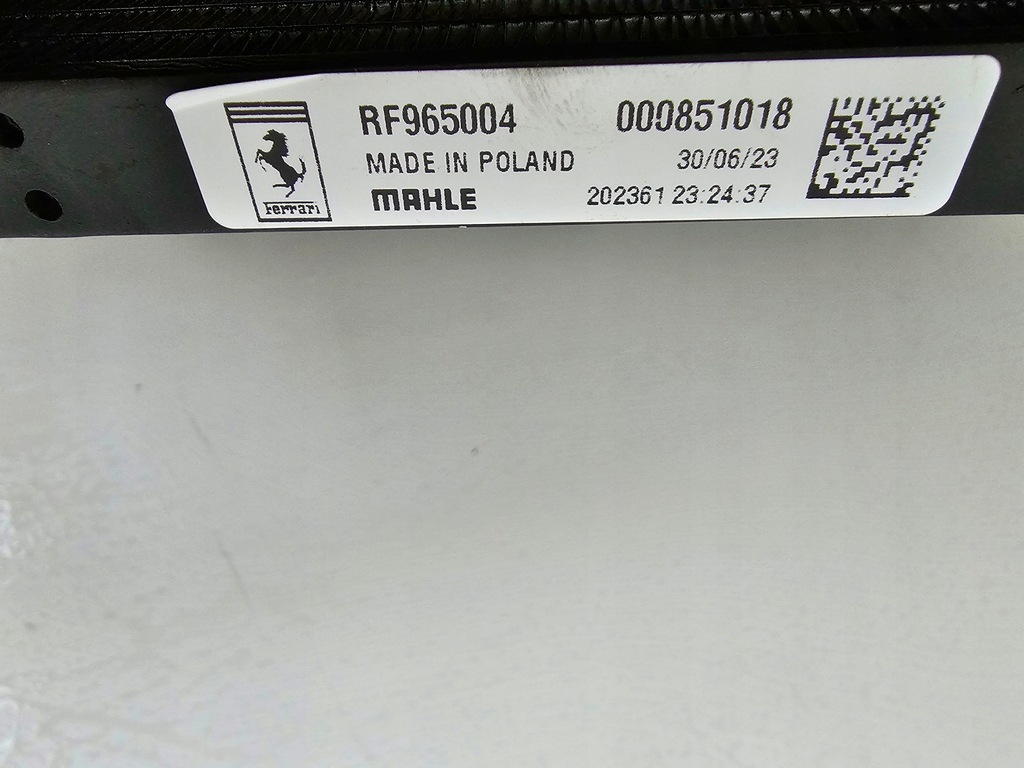 Ferrari
RF965004 000851018
MADE IN POLAND 30/06/23
MAHLE 202361 23:24:37